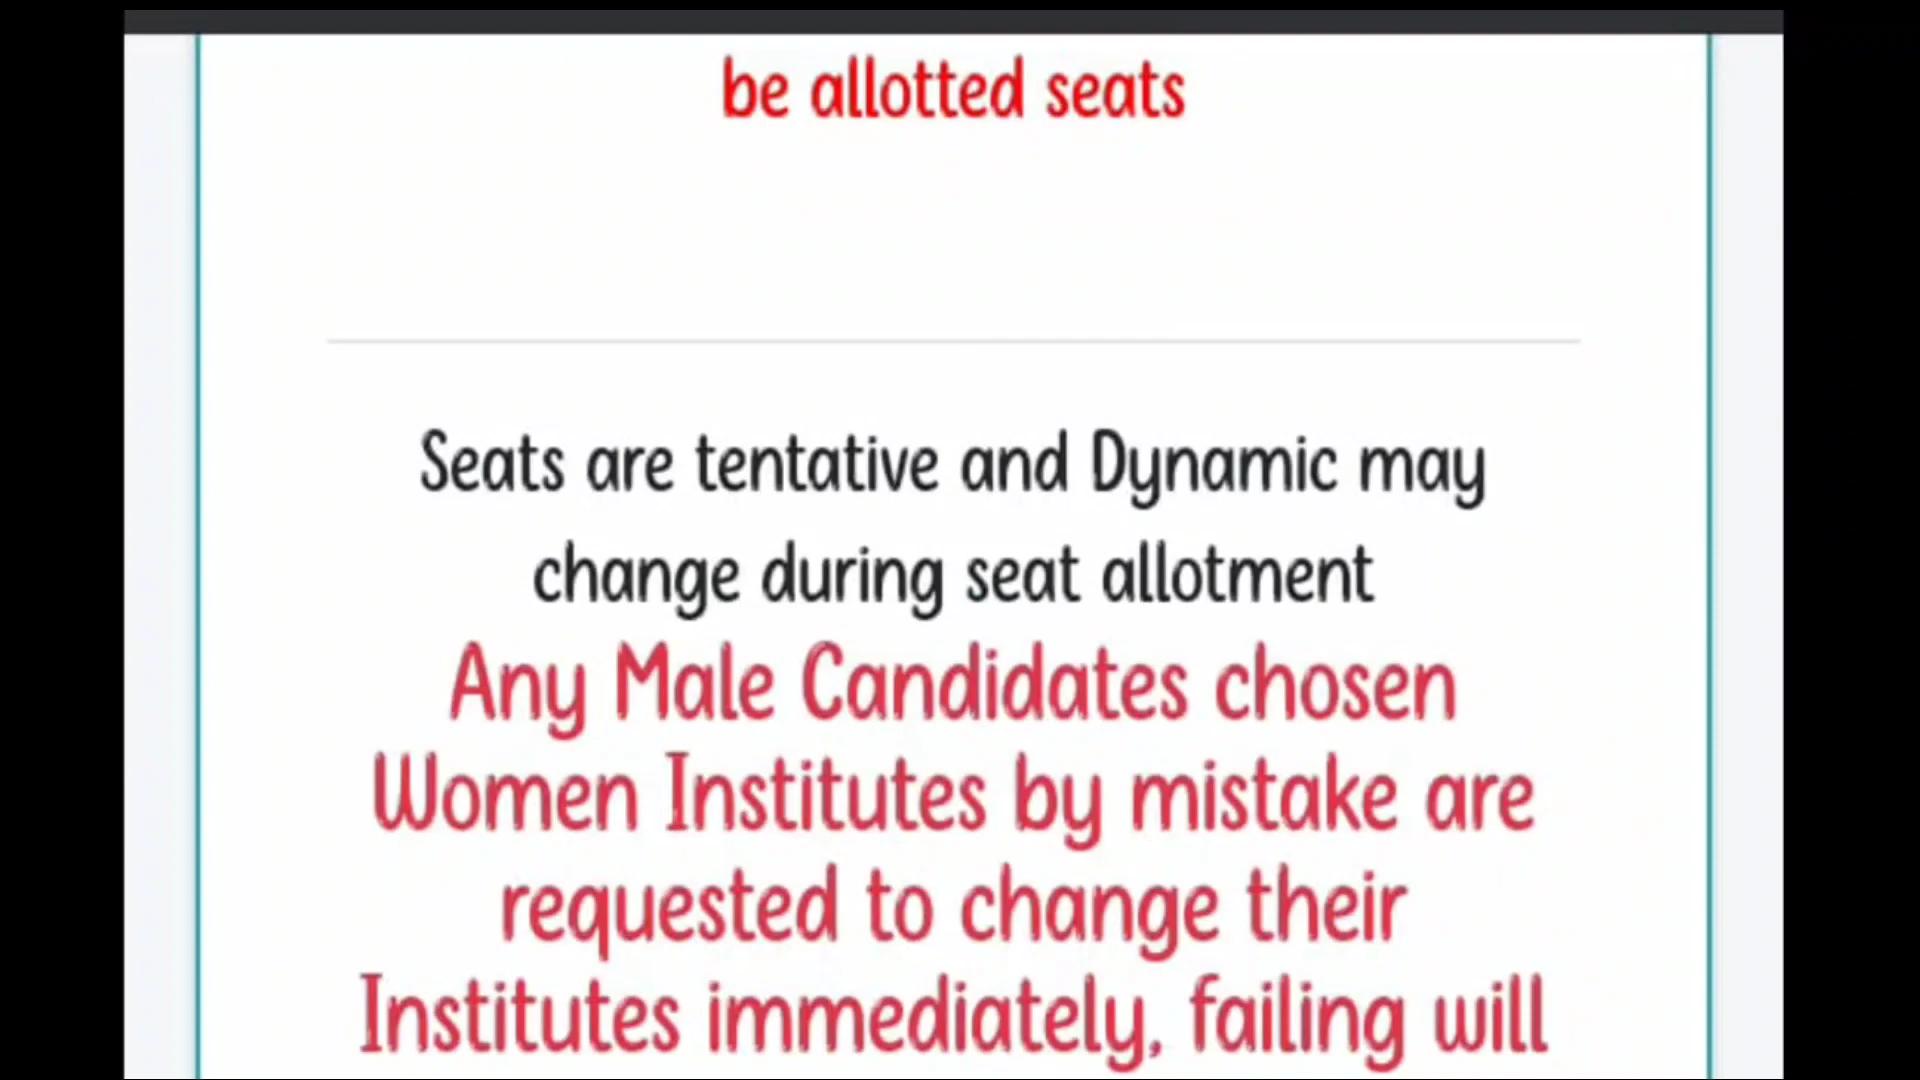 be allotted seats
Seats are tentative and Dynamic may
change during seat allotment
Any Male Candidates chosen
Women Institutes by mistake are
requested to change their
Institutes immediately, failing will